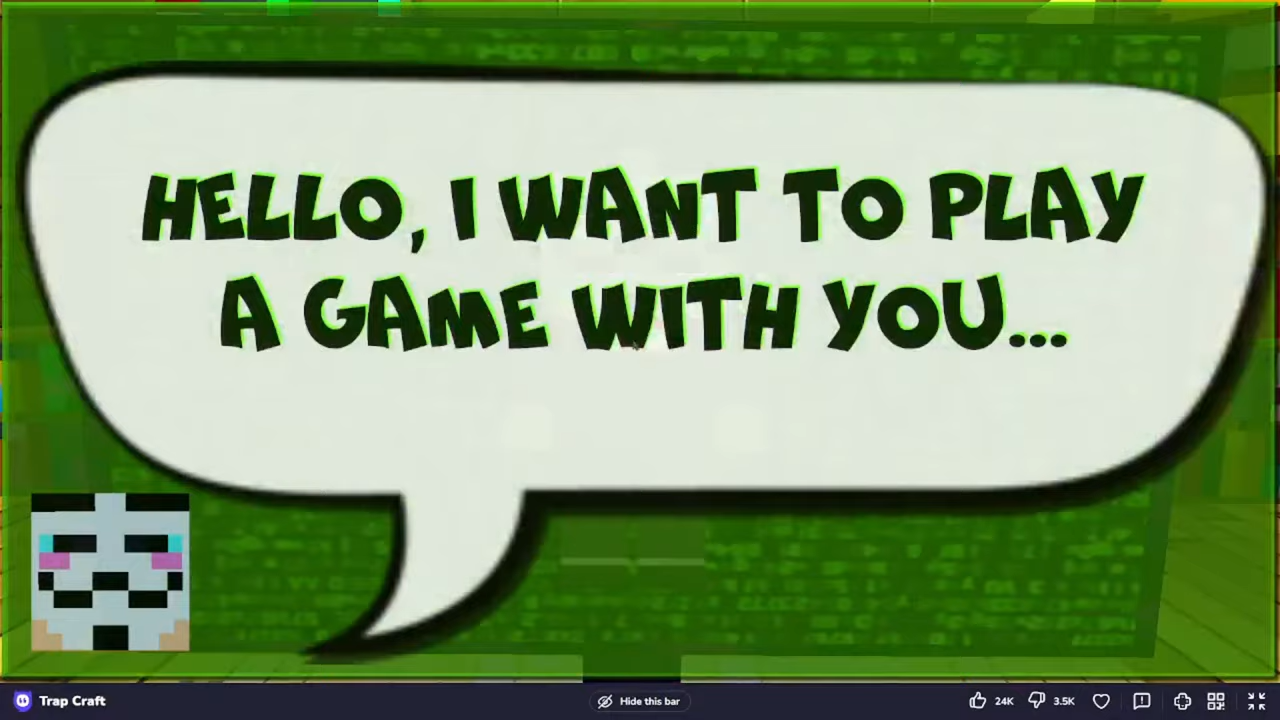 HELLO, I WANT TO PLAY
A GAME WITH YOU...
Trap Craft
Hide this bar
24K
3.5K